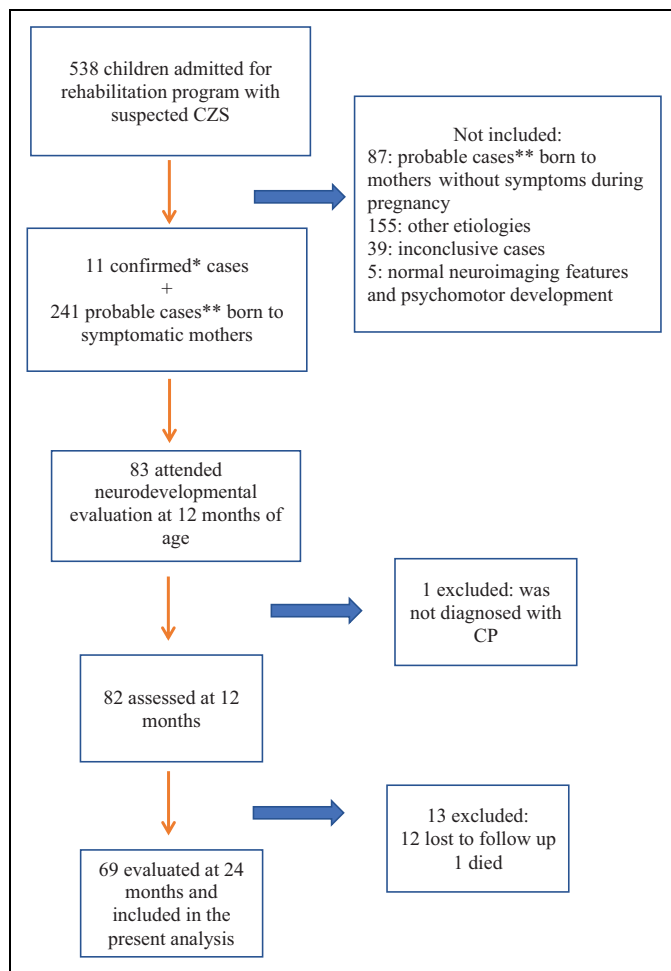 538 children admitted for
rehabilitation program with
suspected CZS
Not included:
87: probable cases** born to
mothers without symptoms during
pregnancy
155: other etiologies
39: inconclusive cases
5: normal neuroimaging features
and psychomotor development
11 confirmed* cases
+
241 probable cases** born to
symptomatic mothers
83 attended
neurodevelopmental
evaluation at 12 months of
age
1 excluded: was
not diagnosed with
CP
82 assessed at 12
months
13 excluded:
12 lost to follow up
1 died
69 evaluated at 24
months and
included in the
present analysis